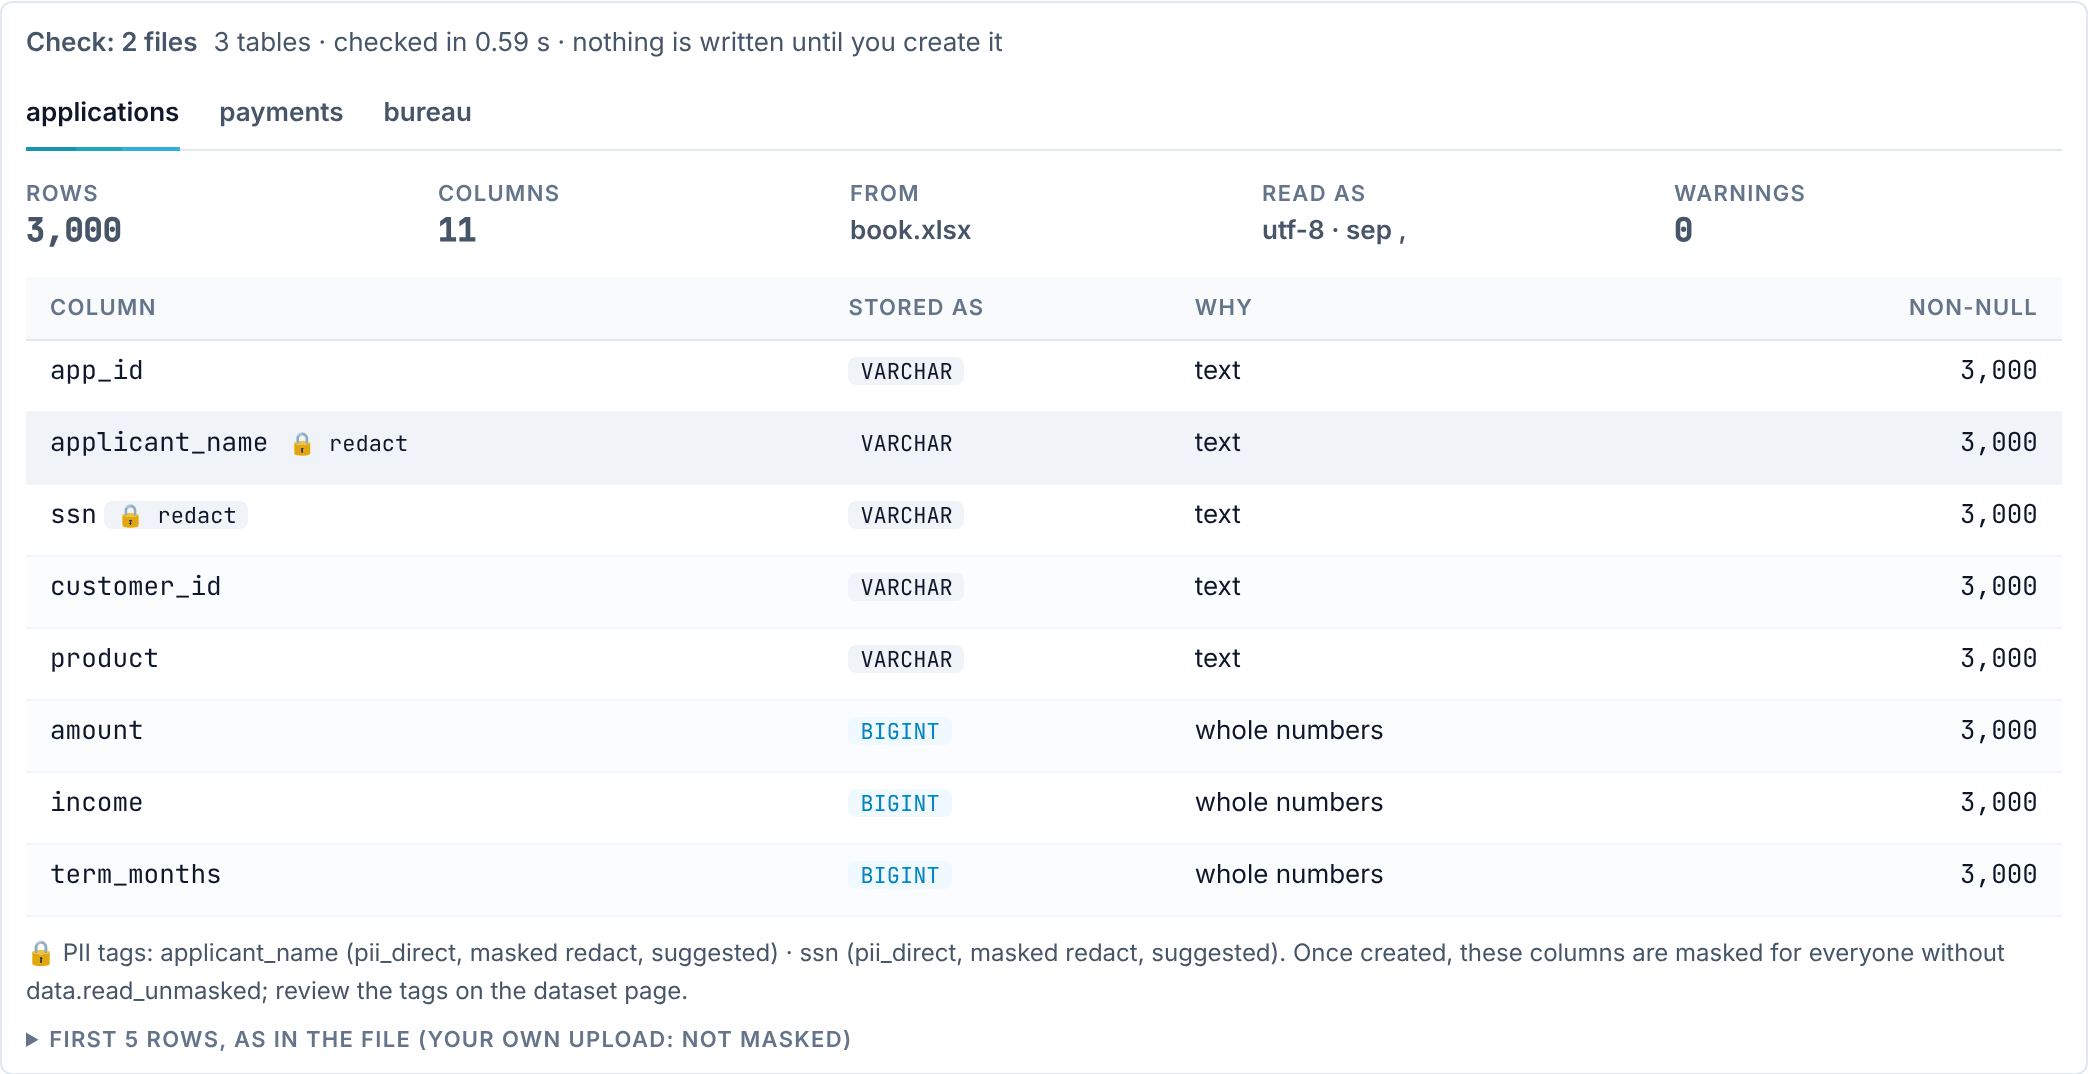 Check: 2 files 3 tables · checked in 0.59 s · nothing is written until you create it
applications payments bureau
ROWS COLUMNS FROM READ AS WARNINGS
3,000 11 book.xlsx utf-8 · sep , 0
COLUMN STORED AS WHY NON-NULL
app_id VARCHAR text 3,000
applicant_name 🔒 redact VARCHAR text 3,000
ssn 🔒 redact VARCHAR text 3,000
customer_id VARCHAR text 3,000
product VARCHAR text 3,000
amount BIGINT whole numbers 3,000
income BIGINT whole numbers 3,000
term_months BIGINT whole numbers 3,000
🔒 PII tags: applicant_name (pii_direct, masked redact, suggested) · ssn (pii_direct, masked redact, suggested). Once created, these columns are masked for everyone without
data.read_unmasked; review the tags on the dataset page.
▶ FIRST 5 ROWS, AS IN THE FILE (YOUR OWN UPLOAD: NOT MASKED)